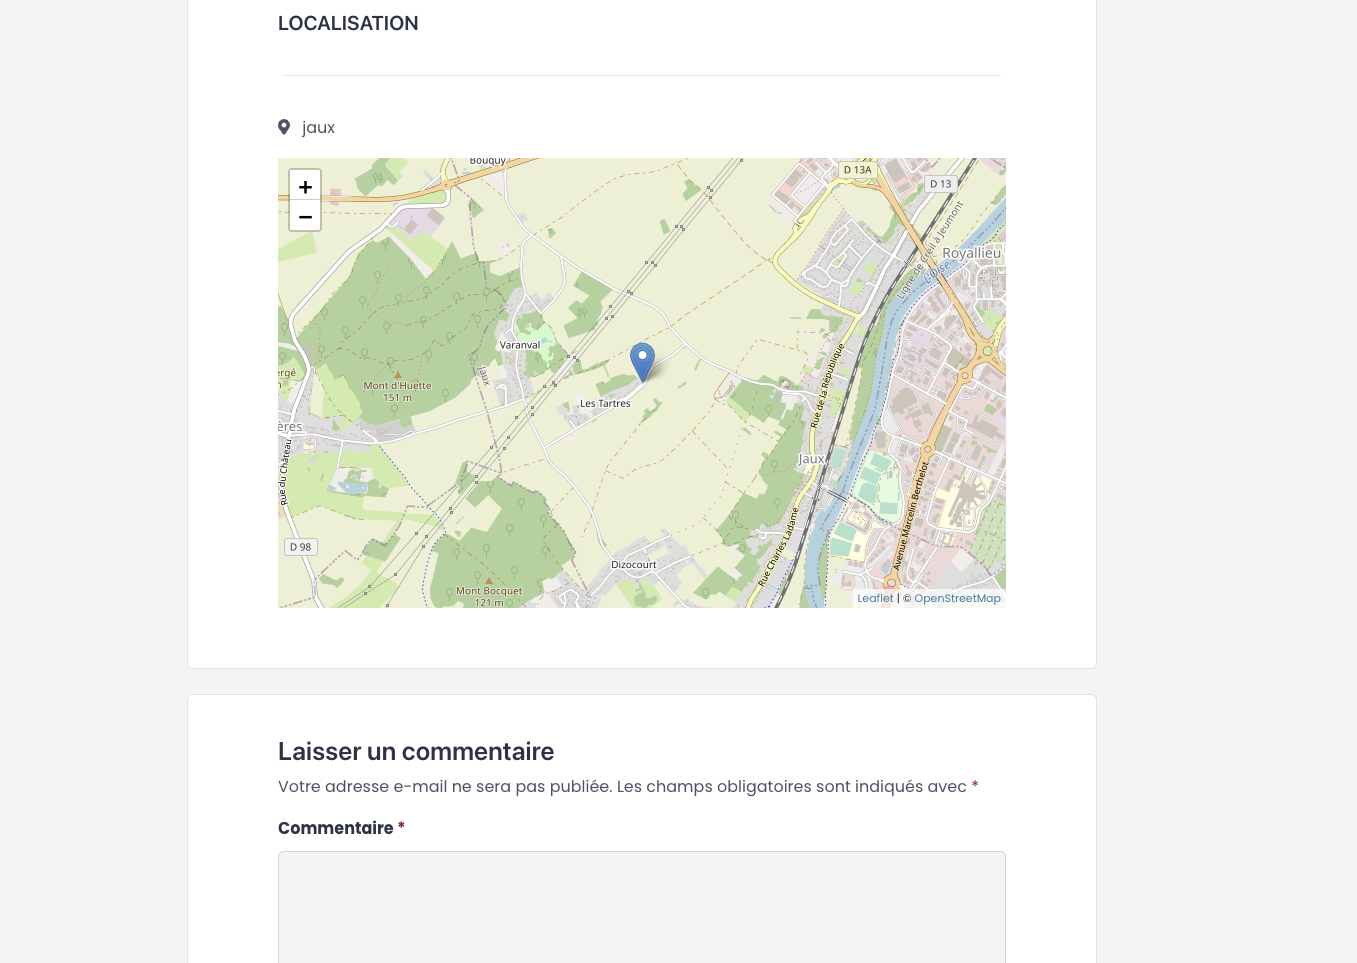 LOCALISATION
jaux
Bouquy
D 13A
D 13
+
−
Ligne de Creil à Jeumont
Royallieu
L'Oise
Varanval
Jaux
Rue de la République
ergé
Mont d'Huette
151 m
Les Tartres
ères
Rue du Château
Jaux
Avenue Marcelin Berthelot
Rue Charles Ladame
D 98
Dizocourt
Mont Bocquet
121 m
Leaflet | © OpenStreetMap
Laisser un commentaire
Votre adresse e-mail ne sera pas publiée. Les champs obligatoires sont indiqués avec *
Commentaire *